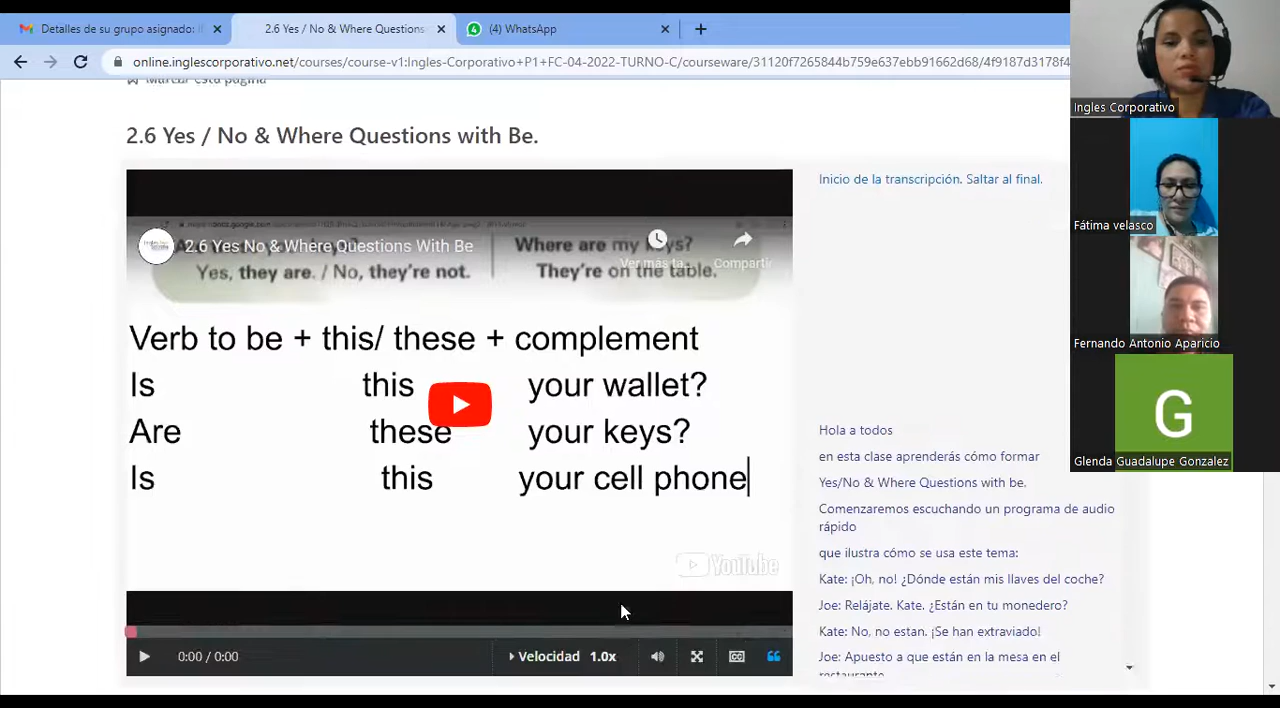 Detalles de su grupo asignado: I
2.6 Yes / No & Where Questions
(4) WhatsApp
online.inglescorporativo.net/courses/course-v1:Ingles-Corporativo+P1+FC-04-2022-TURNO-C/courseware/31120f7265844b759e637ebb91662d68/4f9187d3178f4
Marcar esta página
2.6 Yes / No & Where Questions with Be.
2.6 Yes No & Where Questions With Be
Yes, they are. / No, they're not.
Where are my keys?
They're on the table.
Ver más ta...
Compartir
Verb to be + this/ these + complement
Is this your wallet?
Are these your keys?
Is this your cell phone
YouTube
0:00 / 0:00
Velocidad 1.0x
Inicio de la transcripción. Saltar al final.
Hola a todos
en esta clase aprenderás cómo formar
Yes/No & Where Questions with be.
Comenzaremos escuchando un programa de audio
rápido
que ilustra cómo se usa este tema:
Kate: ¡Oh, no! ¿Dónde están mis llaves del coche?
Joe: Relájate. Kate. ¿Están en tu monedero?
Kate: No, no estan. ¡Se han extraviado!
Joe: Apuesto a que están en la mesa en el
restaurante
Ingles Corporativo
Fátima velasco
Fernando Antonio Aparicio
G
Glenda Guadalupe Gonzalez